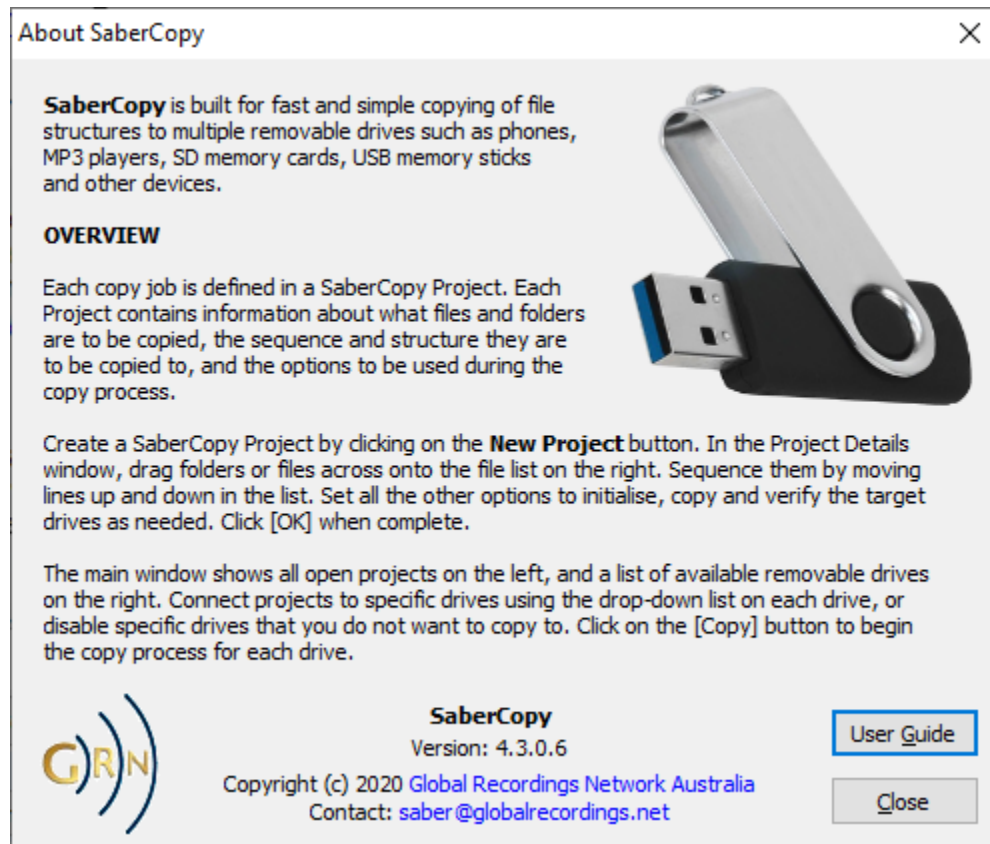 About SaberCopy
SaberCopy is built for fast and simple copying of file
structures to multiple removable drives such as phones,
MP3 players, SD memory cards, USB memory sticks
and other devices.
OVERVIEW
Each copy job is defined in a SaberCopy Project. Each
Project contains information about what files and folders
are to be copied, the sequence and structure they are
to be copied to, and the options to be used during the
copy process.
Create a SaberCopy Project by clicking on the New Project button. In the Project Details
window, drag folders or files across onto the file list on the right. Sequence them by moving
lines up and down in the list. Set all the other options to initialise, copy and verify the target
drives as needed. Click [OK] when complete.
The main window shows all open projects on the left, and a list of available removable drives
on the right. Connect projects to specific drives using the drop-down list on each drive, or
disable specific drives that you do not want to copy to. Click on the [Copy] button to begin
the copy process for each drive.
GRN
SaberCopy
Version: 4.3.0.6
Copyright (c) 2020 Global Recordings Network Australia
Contact: saber@globalrecordings.net
User Guide
Close